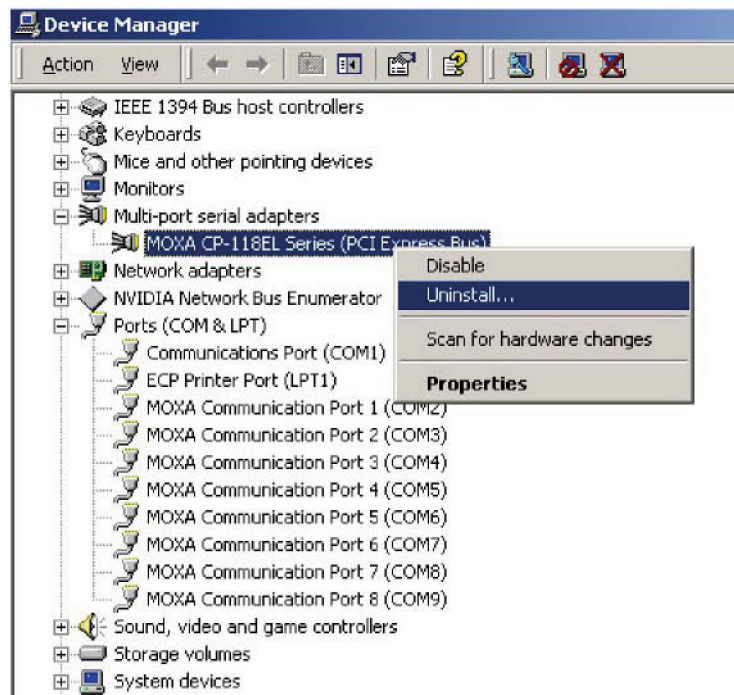 Device Manager
Action View
IEEE 1394 Bus host controllers
Keyboards
Mice and other pointing devices
Monitors
Multi-port serial adapters
MOXA CP-118EL Series (PCI Express Bus)
Disable
Uninstall...
Scan for hardware changes
Properties
Network adapters
NVIDIA Network Bus Enumerator
Ports (COM & LPT)
Communications Port (COM1)
ECP Printer Port (LPT1)
MOXA Communication Port 1 (COM2)
MOXA Communication Port 2 (COM3)
MOXA Communication Port 3 (COM4)
MOXA Communication Port 4 (COM5)
MOXA Communication Port 5 (COM6)
MOXA Communication Port 6 (COM7)
MOXA Communication Port 7 (COM8)
MOXA Communication Port 8 (COM9)
Sound, video and game controllers
Storage volumes
System devices